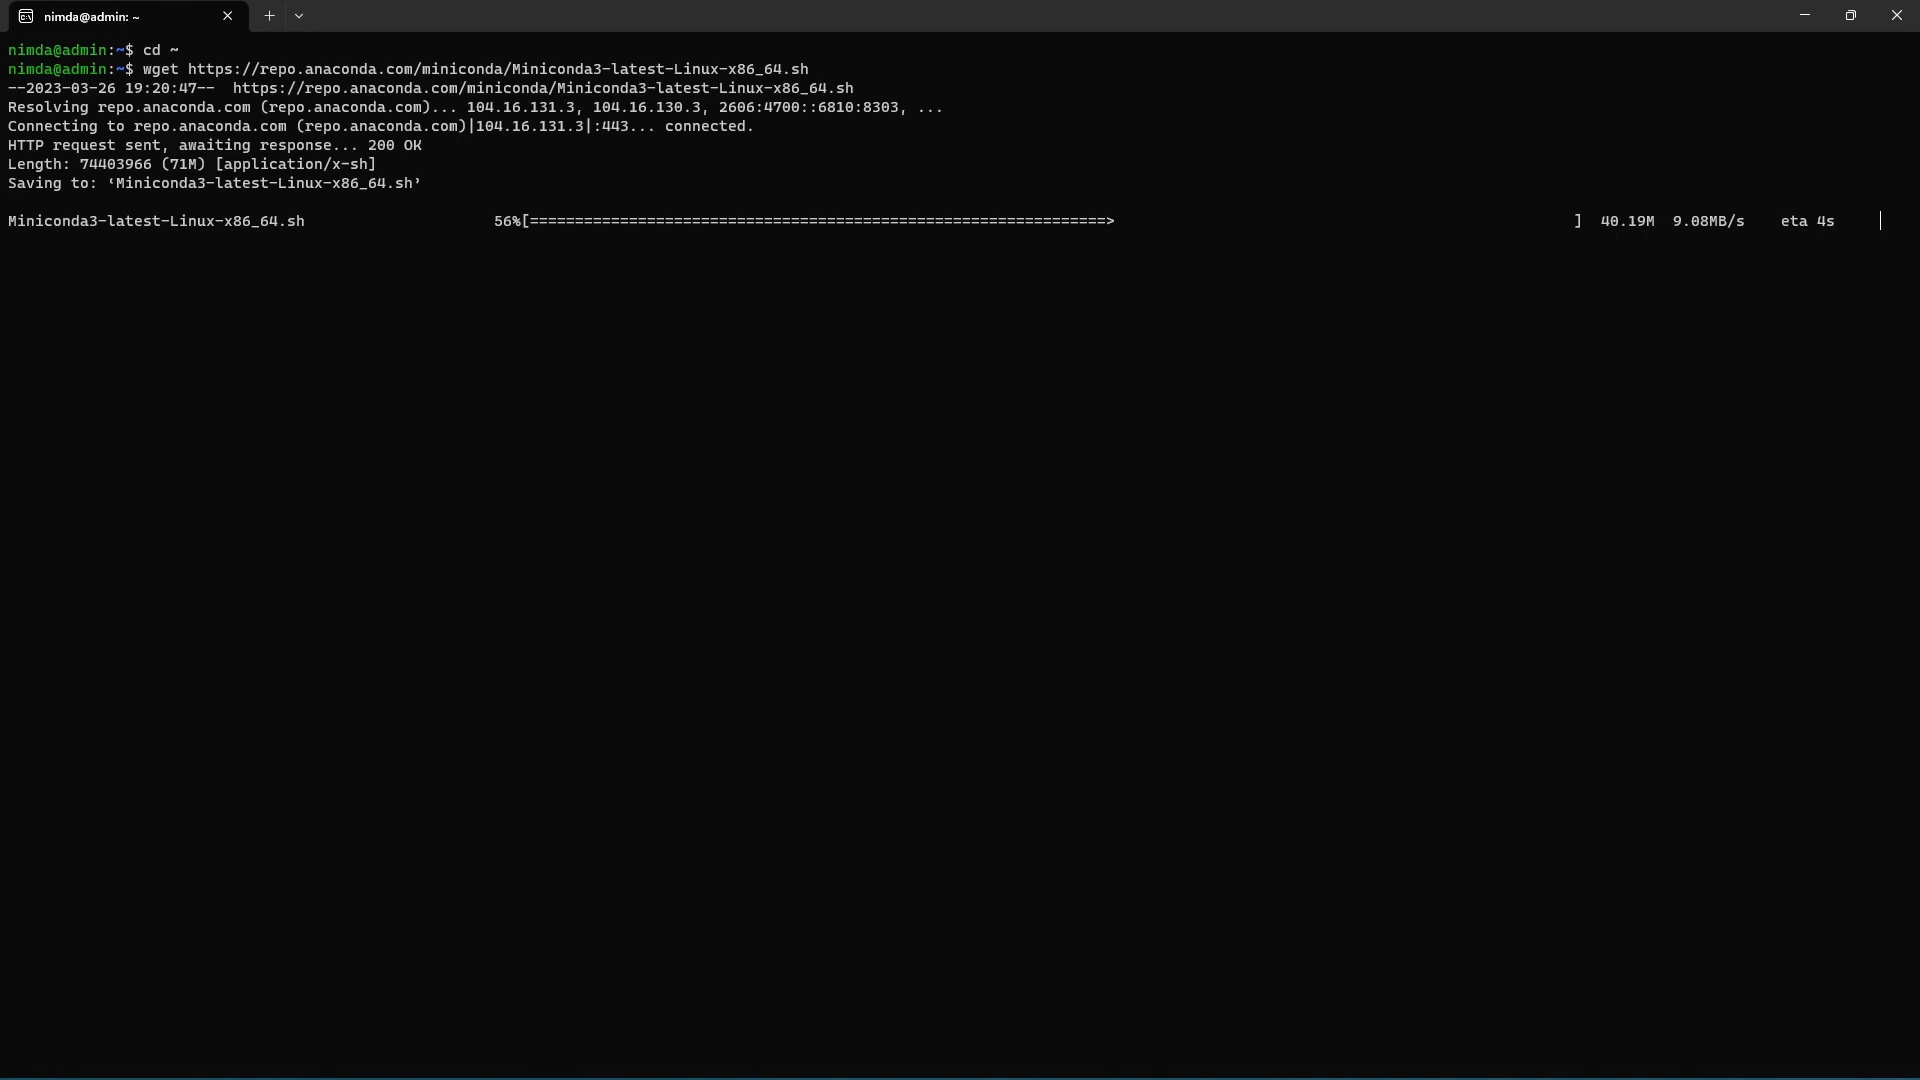 nimda@admin: ~
nimda@admin:~$ cd ~
nimda@admin:~$ wget https://repo.anaconda.com/miniconda/Miniconda3-latest-Linux-x86_64.sh
--2023-03-26 19:20:47--  https://repo.anaconda.com/miniconda/Miniconda3-latest-Linux-x86_64.sh
Resolving repo.anaconda.com (repo.anaconda.com)... 104.16.131.3, 104.16.130.3, 2606:4700::6810:8303, ...
Connecting to repo.anaconda.com (repo.anaconda.com)|104.16.131.3|:443... connected.
HTTP request sent, awaiting response... 200 OK
Length: 74403966 (71M) [application/x-sh]
Saving to: ‘Miniconda3-latest-Linux-x86_64.sh’
Miniconda3-latest-Linux-x86_64.sh 56%[================================================================> ] 40.19M 9.08MB/s eta 4s